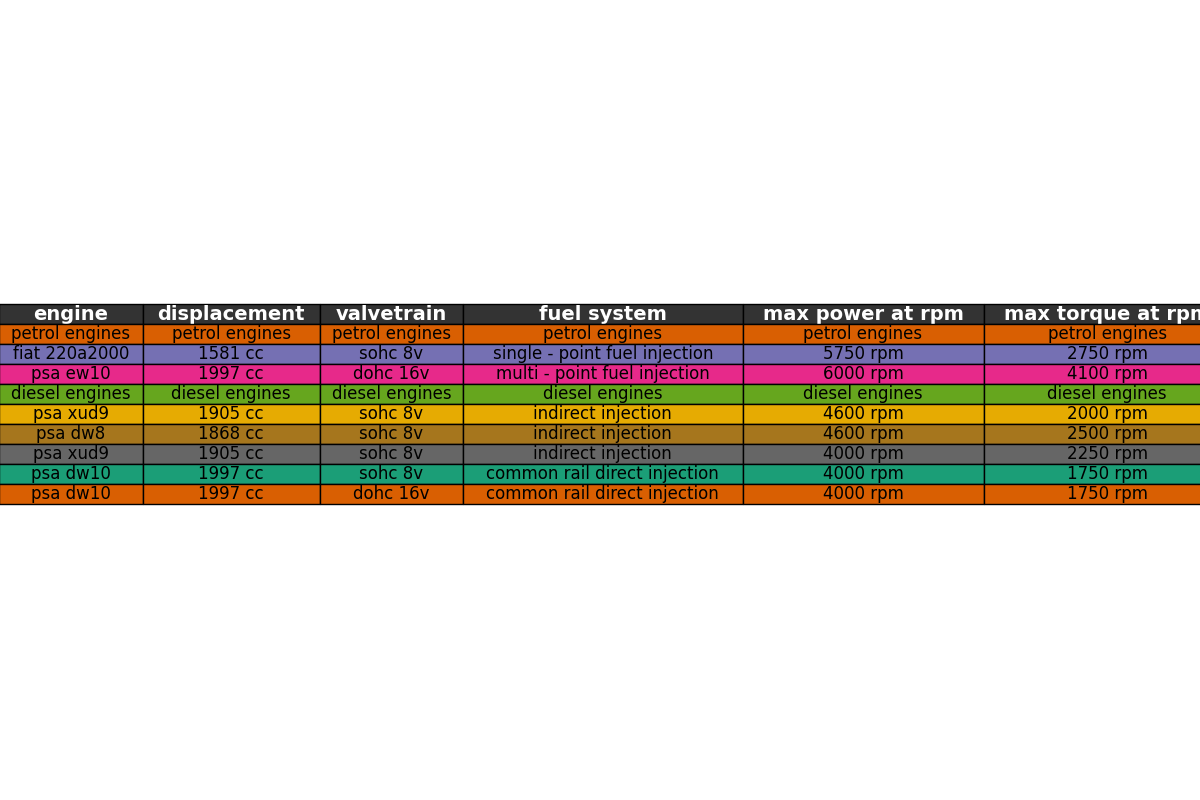 engine displacement valvetrain fuel system max power at rpm max torque at rpm
petrol engines petrol engines petrol engines petrol engines petrol engines petrol engines
fiat 220a2000 1581 cc sohc 8v single - point fuel injection 5750 rpm 2750 rpm
psa ew10 1997 cc dohc 16v multi - point fuel injection 6000 rpm 4100 rpm
diesel engines diesel engines diesel engines diesel engines diesel engines diesel engines
psa xud9 1905 cc sohc 8v indirect injection 4600 rpm 2000 rpm
psa dw8 1868 cc sohc 8v indirect injection 4600 rpm 2500 rpm
psa xud9 1905 cc sohc 8v indirect injection 4000 rpm 2250 rpm
psa dw10 1997 cc sohc 8v common rail direct injection 4000 rpm 1750 rpm
psa dw10 1997 cc dohc 16v common rail direct injection 4000 rpm 1750 rpm